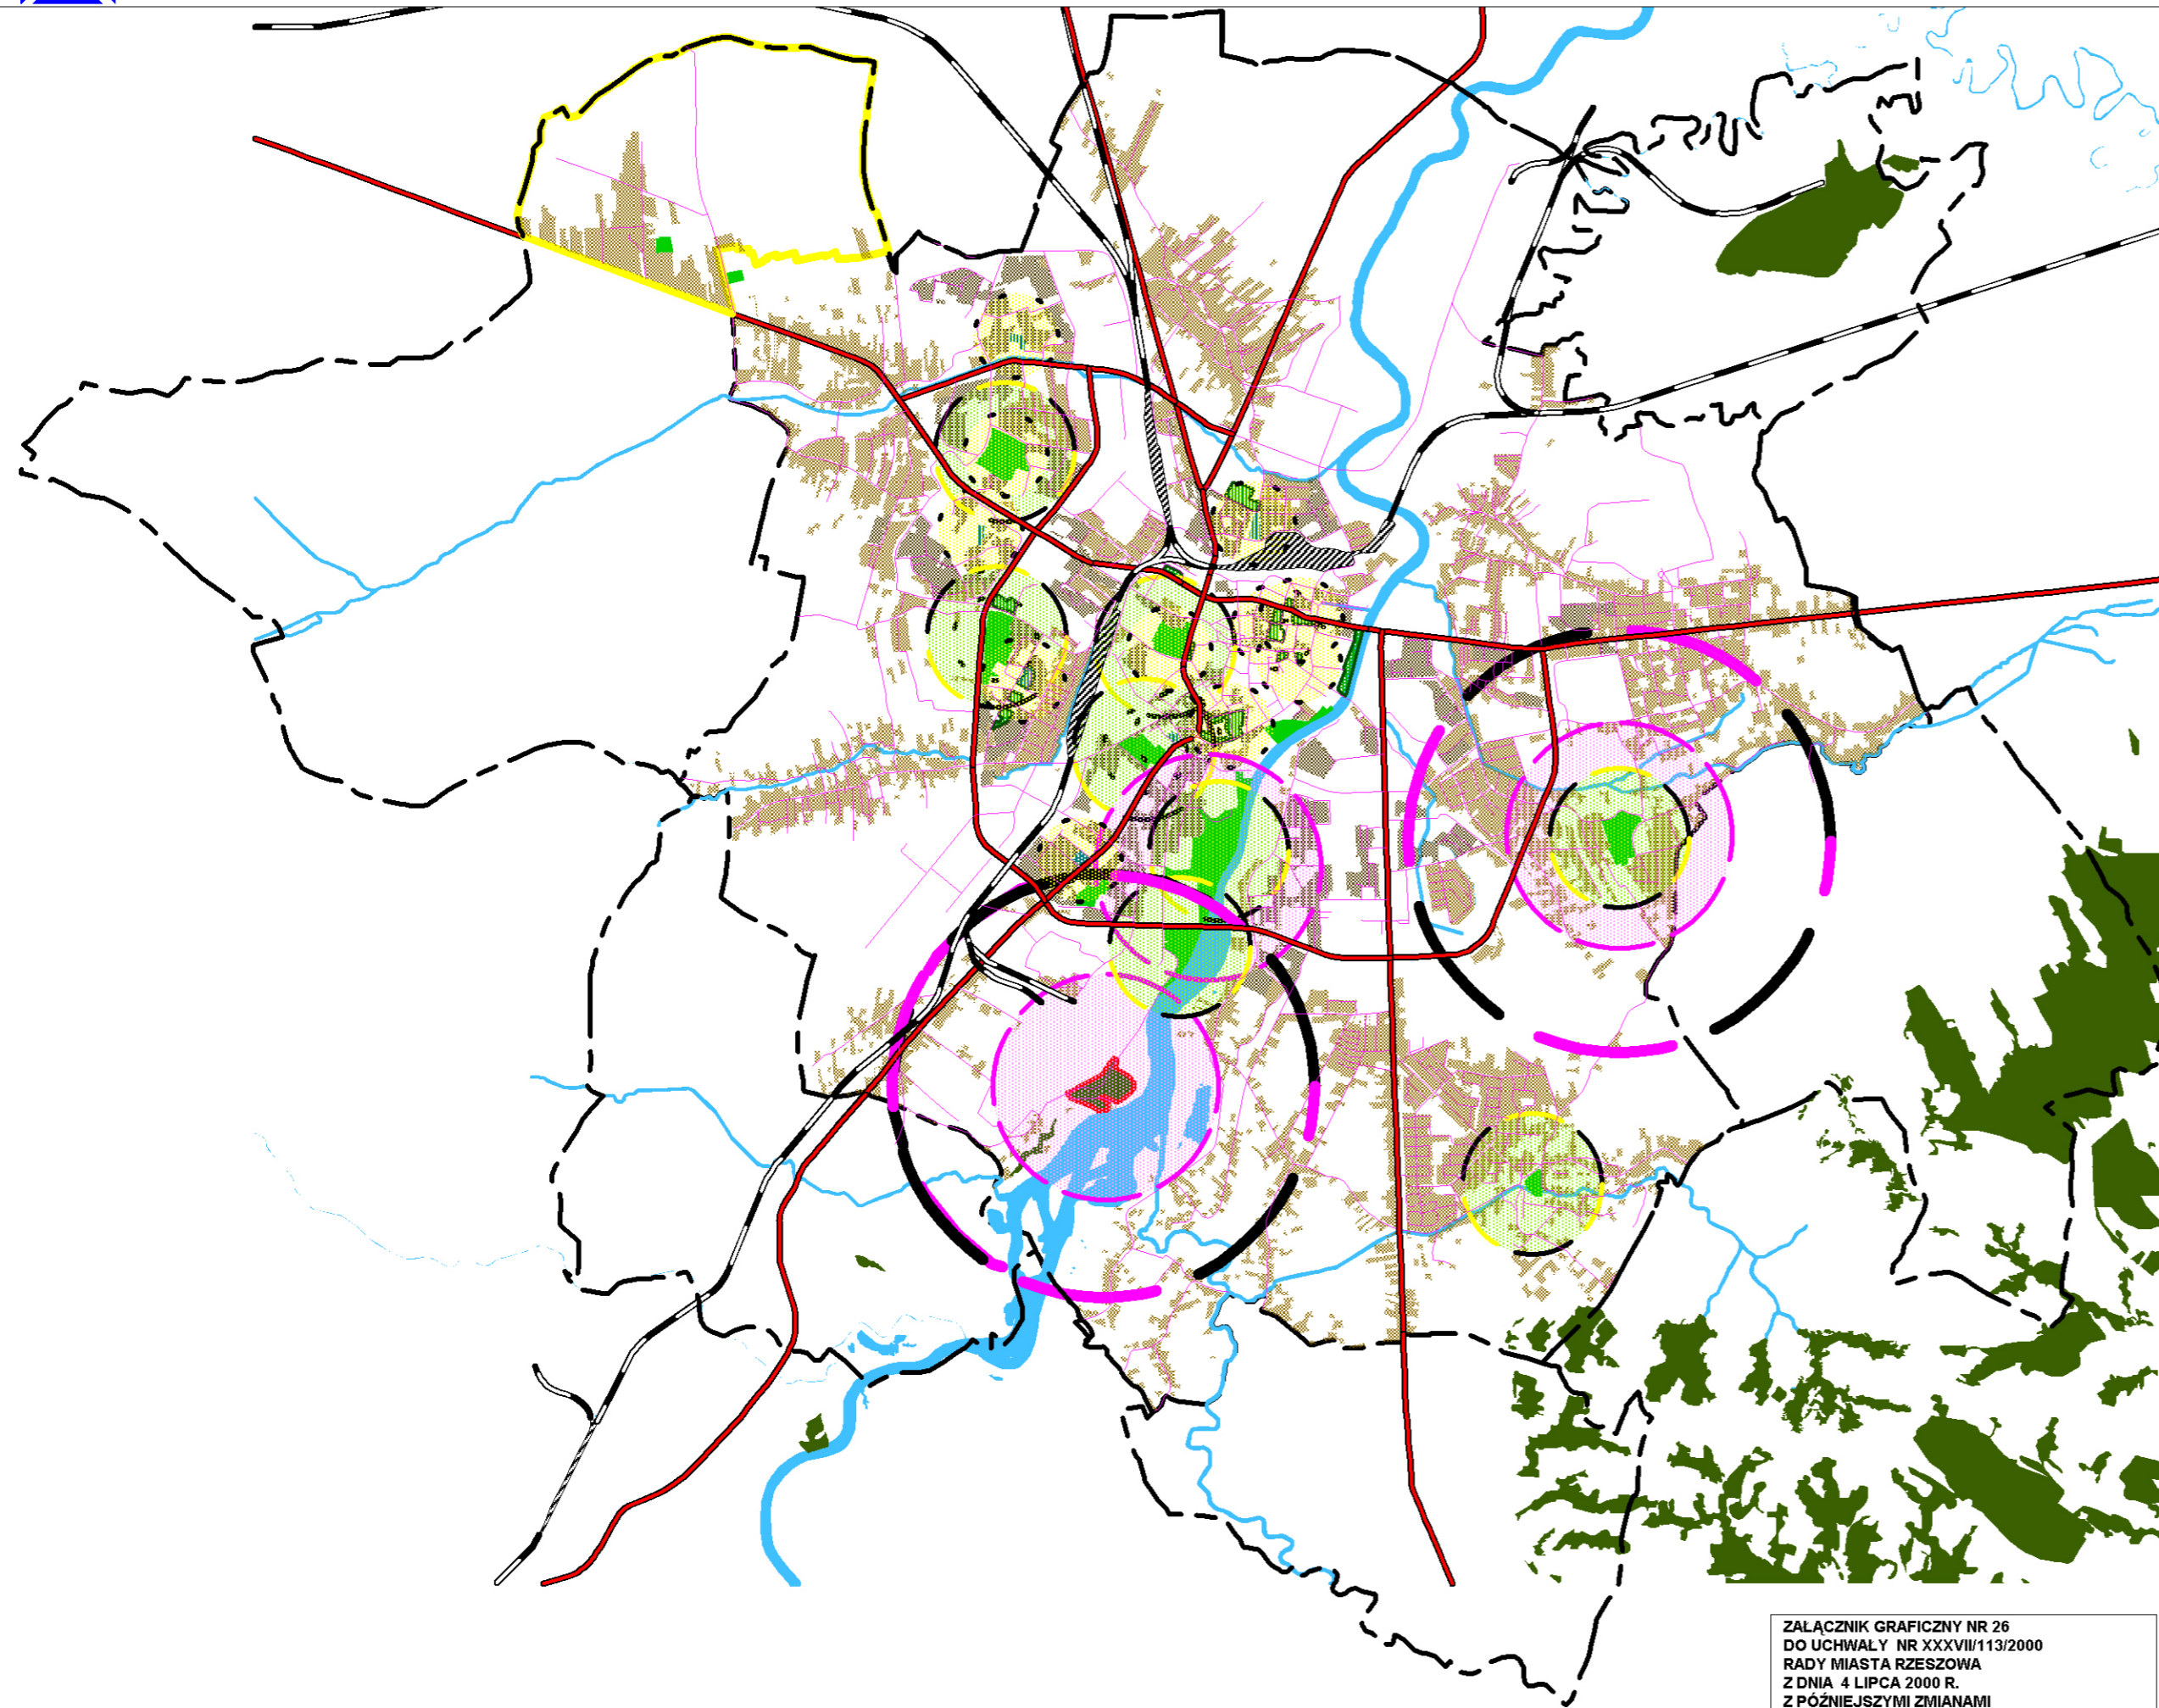 ZAŁĄCZNIK GRAFICZNY NR 26
DO UCHWAŁY NR XXXVII/113/2000
RADY MIASTA RZESZOWA
Z DNIA 4 LIPCA 2000 R.
Z PÓŹNIEJSZYMI ZMIANAMI